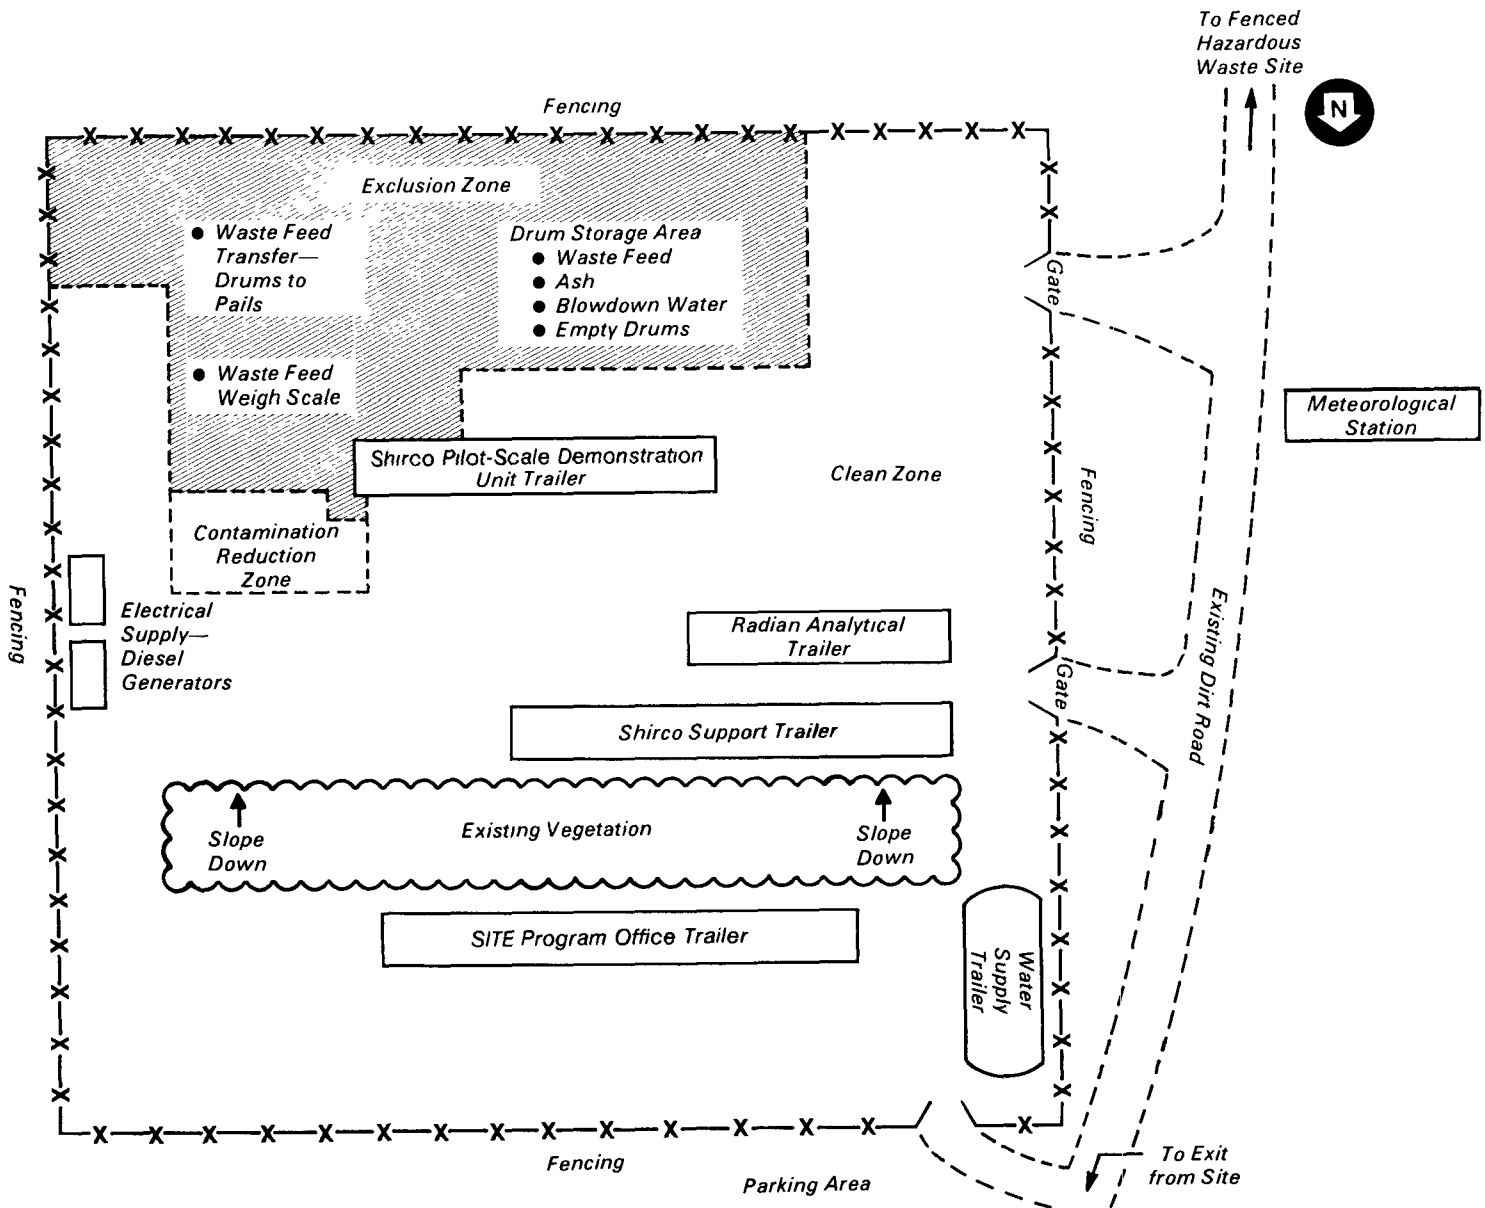 To Fenced
Hazardous
Waste Site
N
Fencing
Exclusion Zone
● Waste Feed
Transfer—
Drums to
Pails
Drum Storage Area
● Waste Feed
● Ash
● Blowdown Water
● Empty Drums
Gate
● Waste Feed
Weigh Scale
Meteorological
Station
Shirco Pilot-Scale Demonstration
Unit Trailer
Clean Zone
Fencing
Contamination
Reduction
Zone
Fencing
Electrical
Supply—
Diesel
Generators
Radian Analytical
Trailer
Gate
Existing Dirt Road
Shirco Support Trailer
Existing Vegetation
Slope
Down
Slope
Down
SITE Program Office Trailer
Water
Supply
Trailer
Fencing
Parking Area
To Exit
from Site